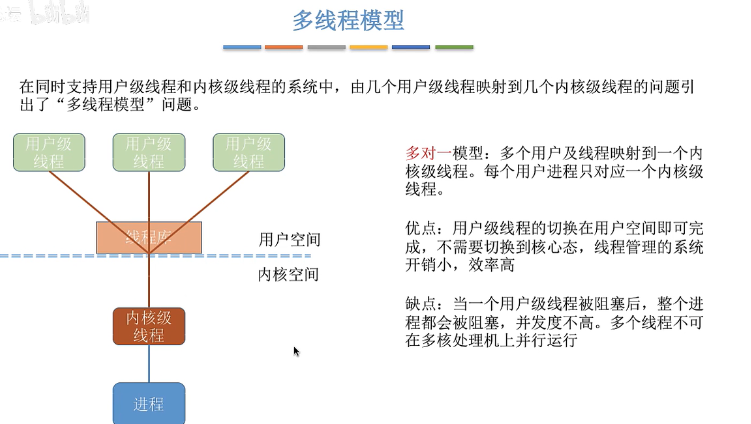 多线程模型
在同时支持用户级线程和内核级线程的系统中，由几个用户级线程映射到几个内核级线程的问题引
出了“多线程模型”问题。
用户级
线程
用户级
线程
用户级
线程
线程库
用户空间
内核空间
内核级
线程
进程
多对一模型：多个用户及线程映射到一个内
核级线程。每个用户进程只对应一个内核级
线程。
优点：用户级线程的切换在用户空间即可完
成，不需要切换到核心态，线程管理的系统
开销小，效率高
缺点：当一个用户级线程被阻塞后，整个进
程都会被阻塞，并发度不高。多个线程不可
在多核处理机上并行运行